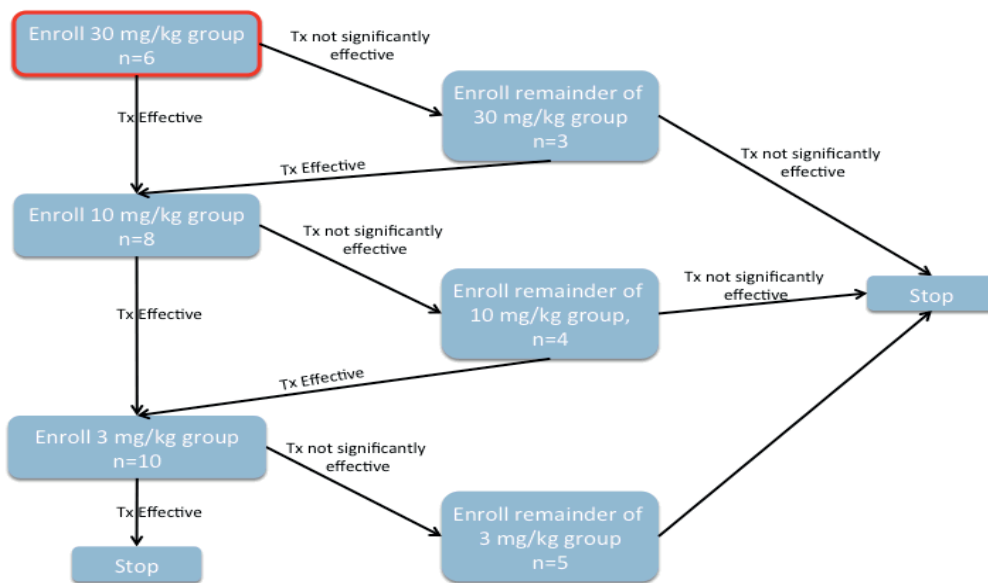 Enroll 30 mg/kg group
n=6
Tx not significantly
effective
Tx Effective
Enroll remainder of
30 mg/kg group
n=3
Tx not significantly
effective
Tx Effective
Enroll 10 mg/kg group
n=8
Tx not significantly
effective
Tx Effective
Enroll remainder of
10 mg/kg group,
n=4
Tx not significantly
effective
Stop
Tx Effective
Enroll 3 mg/kg group
n=10
Tx not significantly
effective
Tx Effective
Enroll remainder of
3 mg/kg group
n=5
Stop